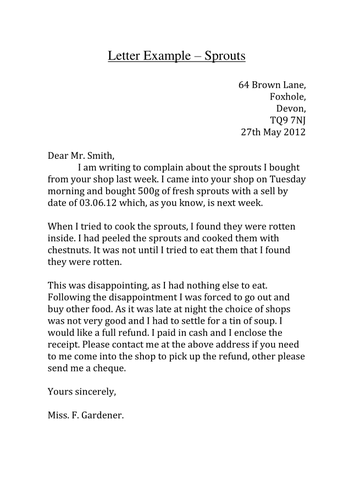 Letter Example – Sprouts
64 Brown Lane,
Foxhole,
Devon,
TQ9 7NJ
27th May 2012
Dear Mr. Smith,
I am writing to complain about the sprouts I bought
from your shop last week. I came into your shop on Tuesday
morning and bought 500g of fresh sprouts with a sell by
date of 03.06.12 which, as you know, is next week.
When I tried to cook the sprouts, I found they were rotten
inside. I had peeled the sprouts and cooked them with
chestnuts. It was not until I tried to eat them that I found
they were rotten.
This was disappointing, as I had nothing else to eat.
Following the disappointment I was forced to go out and
buy other food. As it was late at night the choice of shops
was not very good and I had to settle for a tin of soup. I
would like a full refund. I paid in cash and I enclose the
receipt. Please contact me at the above address if you need
to me come into the shop to pick up the refund, other please
send me a cheque.
Yours sincerely,
Miss. F. Gardener.